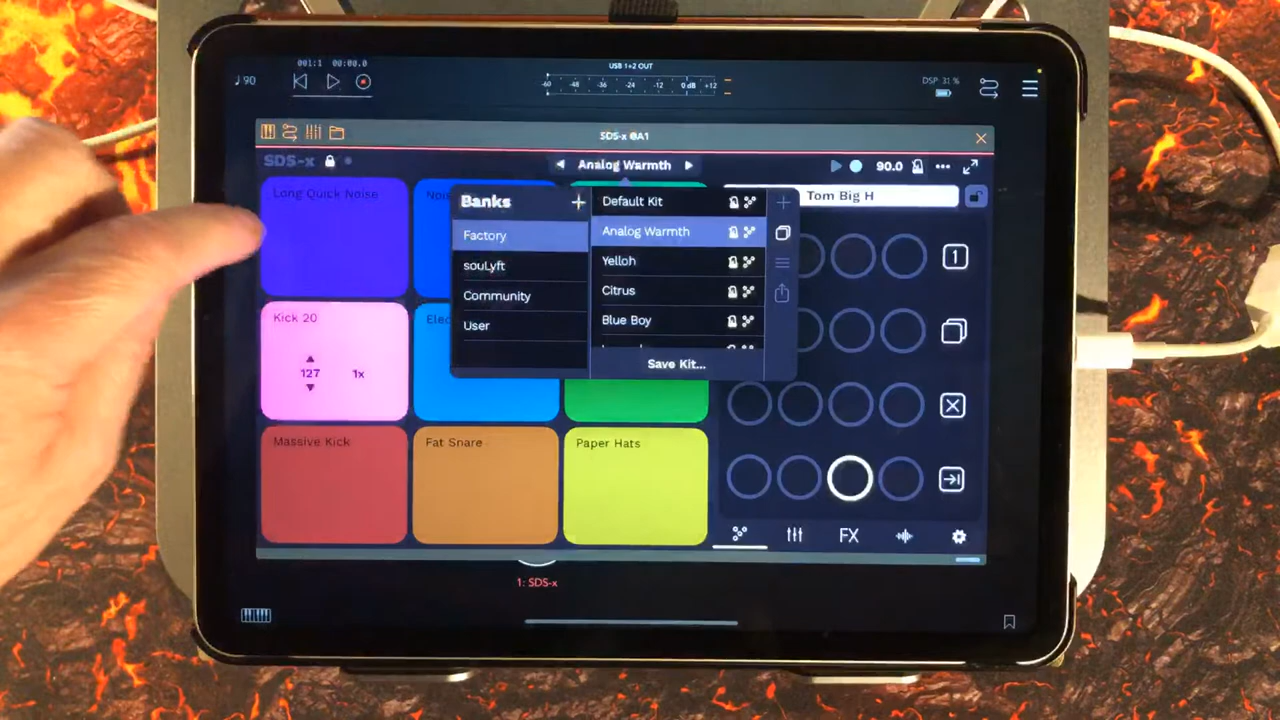 001:1 00:00.0
USB 1+2 OUT
♩ 90
-60 -48 -36 -24 -12 0 dB +12
DSP: 31 %
SDS-x @A1
SDS-x
Analog Warmth
90.0
Long Quick Noise
Banks
Default Kit
Tom Big H
Factory
Analog Warmth
1
souLyft
Yelloh
Community
Citrus
User
Blue Boy
Save Kit...
Kick 20
127
1x
Massive Kick
Fat Snare
Paper Hats
FX
1: SDS-x